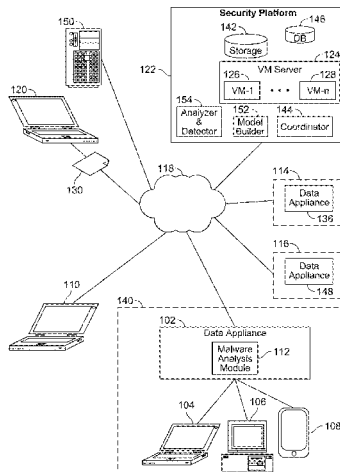 150
Security Platform
142
Storage
146
DB
124
122
VM Server
126
VM-1
• • •
128
VM-n
120
154
Analyzer
&
Detector
152
Model
Builder
144
Coordinator
130
118
114
Data
Appliance
136
116
Data
Appliance
148
110
140
102
Data Appliance
Malware
Analysis
Module
112
104
106
108